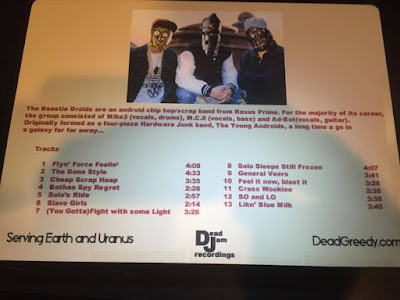 The Beastie Droids are an android chip hop/scrap band from Raxus Prime. For the majority of its career,
the group consisted of Mike3 (vocals, drums), M.C.8 (vocals, bass) and Ad-Bot(vocals, guitar).
Originally formed as a four-piece Hardware Junk band, The Young Androids, a long time a go in
a galaxy far far away...
Tracks
1 Flyn' Force Feelin' 4:08
2 The Dune Style 4:33
3 Cheap Scrap Heap 3:35
4 Bothan Spy Regret 2:26
5 Solo's Ride 2:57
6 Slave Girls 2:14
7 (You Gotta)Fight with some Light 3:26
8 Solo Sleeps Still Frozen 4:07
9 General Veers 3:41
10 Feel it now, blast it 3:26
11 Crass Wookiee 3:36
12 SO and LO 3:38
13 Likn' Blue Milk 3:40
Serving Earth and Uranus
Dead
Jam
recordings
DeadGreedy.com